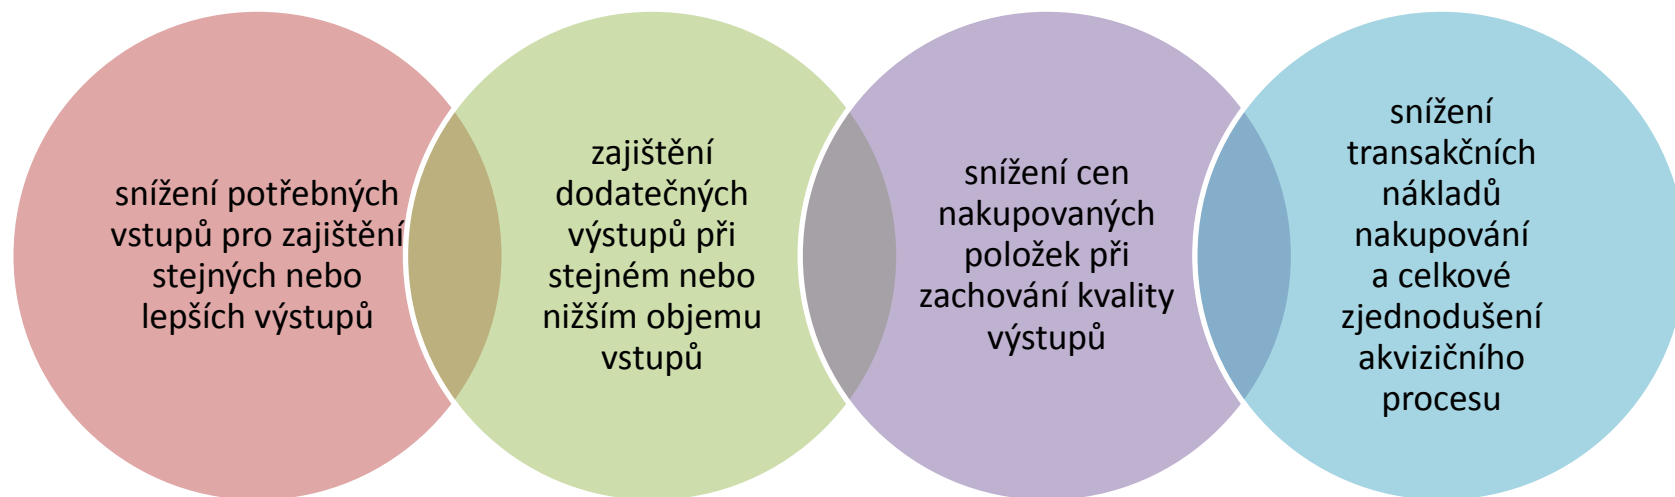 snížení potřebných
vstupů pro zajištění
stejných nebo
lepších výstupů
zajištění
dodatečných
výstupů při
stejném nebo
nižším objemu
vstupů
snížení cen
nakupovaných
položek při
zachování kvality
výstupů
snížení
transakčních
nákladů
nakupování
a celkové
zjednodušení
akvizičního
procesu